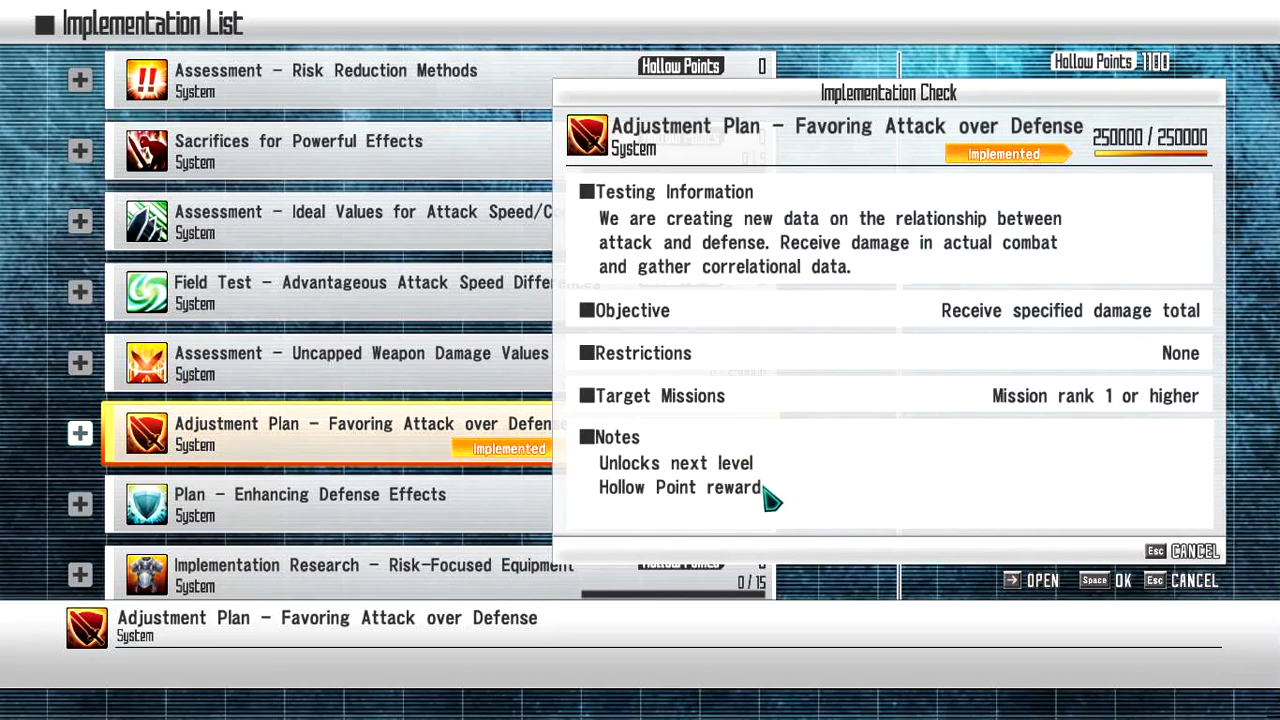 Implementation List
Hollow Points 1100
Assessment - Risk Reduction Methods
System
Hollow Points 0
Sacrifices for Powerful Effects
System
Assessment - Ideal Values for Attack Speed/C
System
Field Test - Advantageous Attack Speed Diffe
System
Assessment - Uncapped Weapon Damage Values
System
Adjustment Plan - Favoring Attack over Defens
System
Implemented
Plan - Enhancing Defense Effects
System
Implementation Research - Risk-Focused Equipment
System
0 / 15
Implementation Check
Adjustment Plan - Favoring Attack over Defense
System
Implemented
250000 / 250000
■Testing Information
We are creating new data on the relationship between
attack and defense. Receive damage in actual combat
and gather correlational data.
■Objective
Receive specified damage total
■Restrictions
None
■Target Missions
Mission rank 1 or higher
■Notes
Unlocks next level
Hollow Point reward
Esc CANCEL
→ OPEN Space OK Esc CANCEL
Adjustment Plan - Favoring Attack over Defense
System